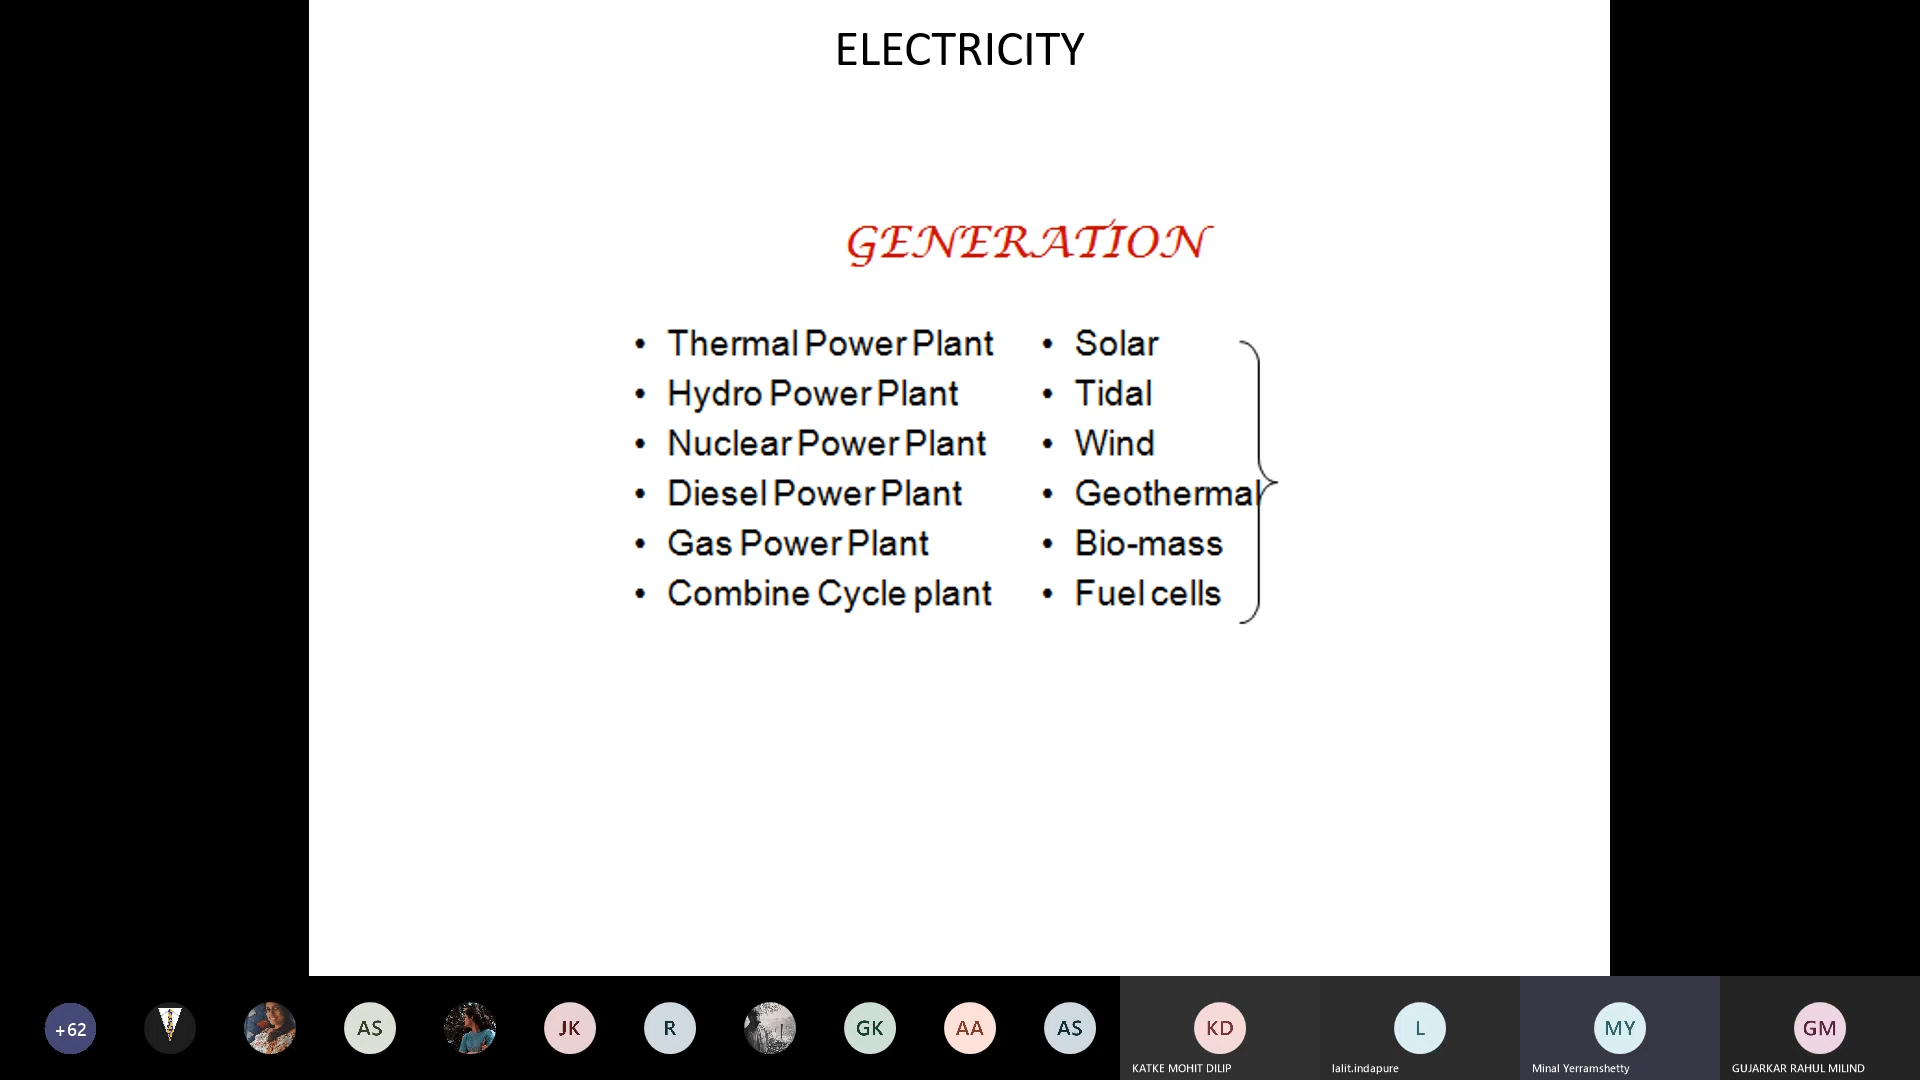 ELECTRICITY
GENERATION
• Thermal Power Plant
• Hydro Power Plant
• Nuclear Power Plant
• Diesel Power Plant
• Gas Power Plant
• Combine Cycle plant
• Solar
• Tidal
• Wind
• Geothermal
• Bio-mass
• Fuel cells
+62
AS
JK
R
GK
AA
AS
KD
KATKE MOHIT DILIP
L
lalit.indapure
MY
Minal Yerramshetty
GM
GUJARKAR RAHUL MILIND